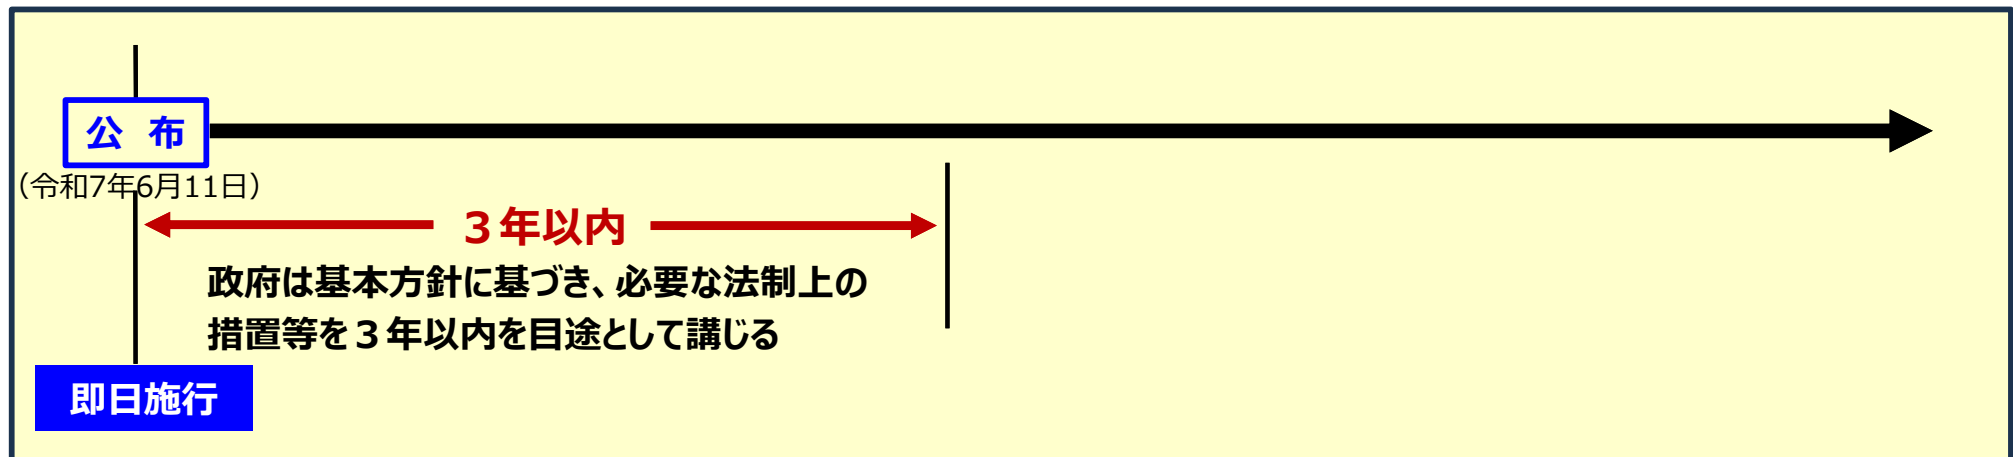 公 布
（令和7年6月11日）
３年以内
政府は基本方針に基づき、必要な法制上の
措置等を３年以内を目途として講じる
即日施行